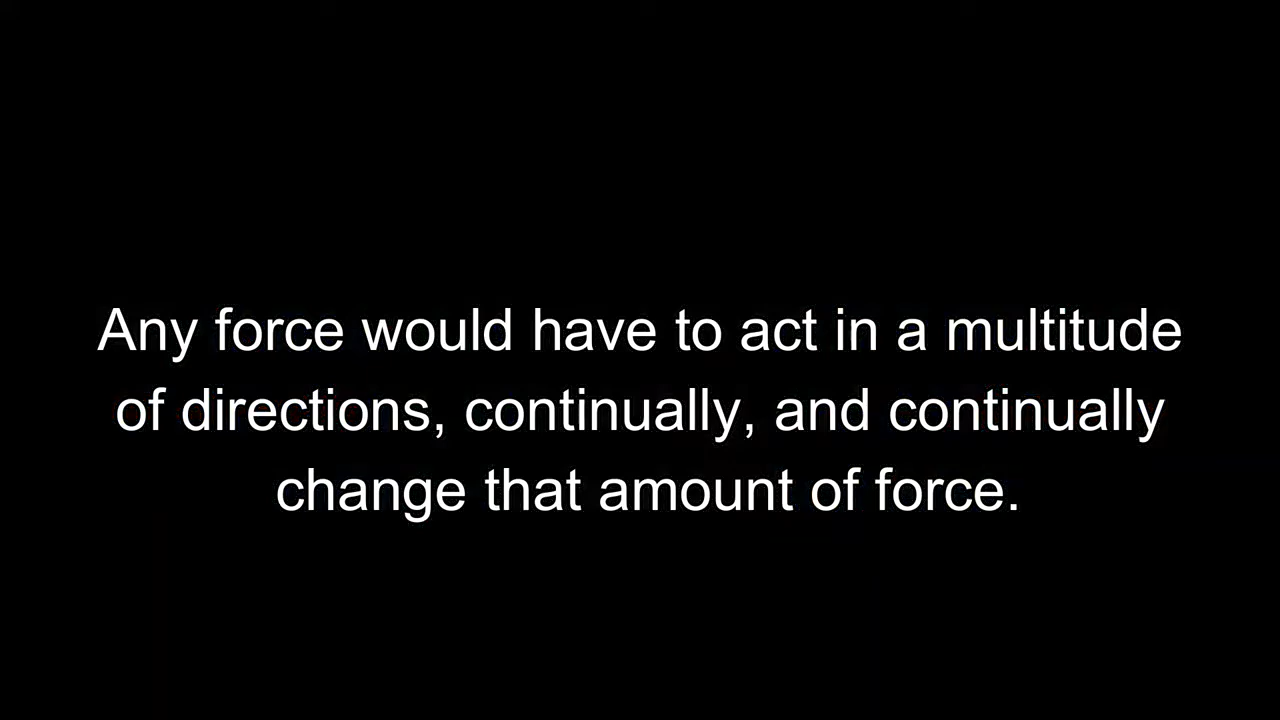 Any force would have to act in a multitude
of directions, continually, and continually
change that amount of force.